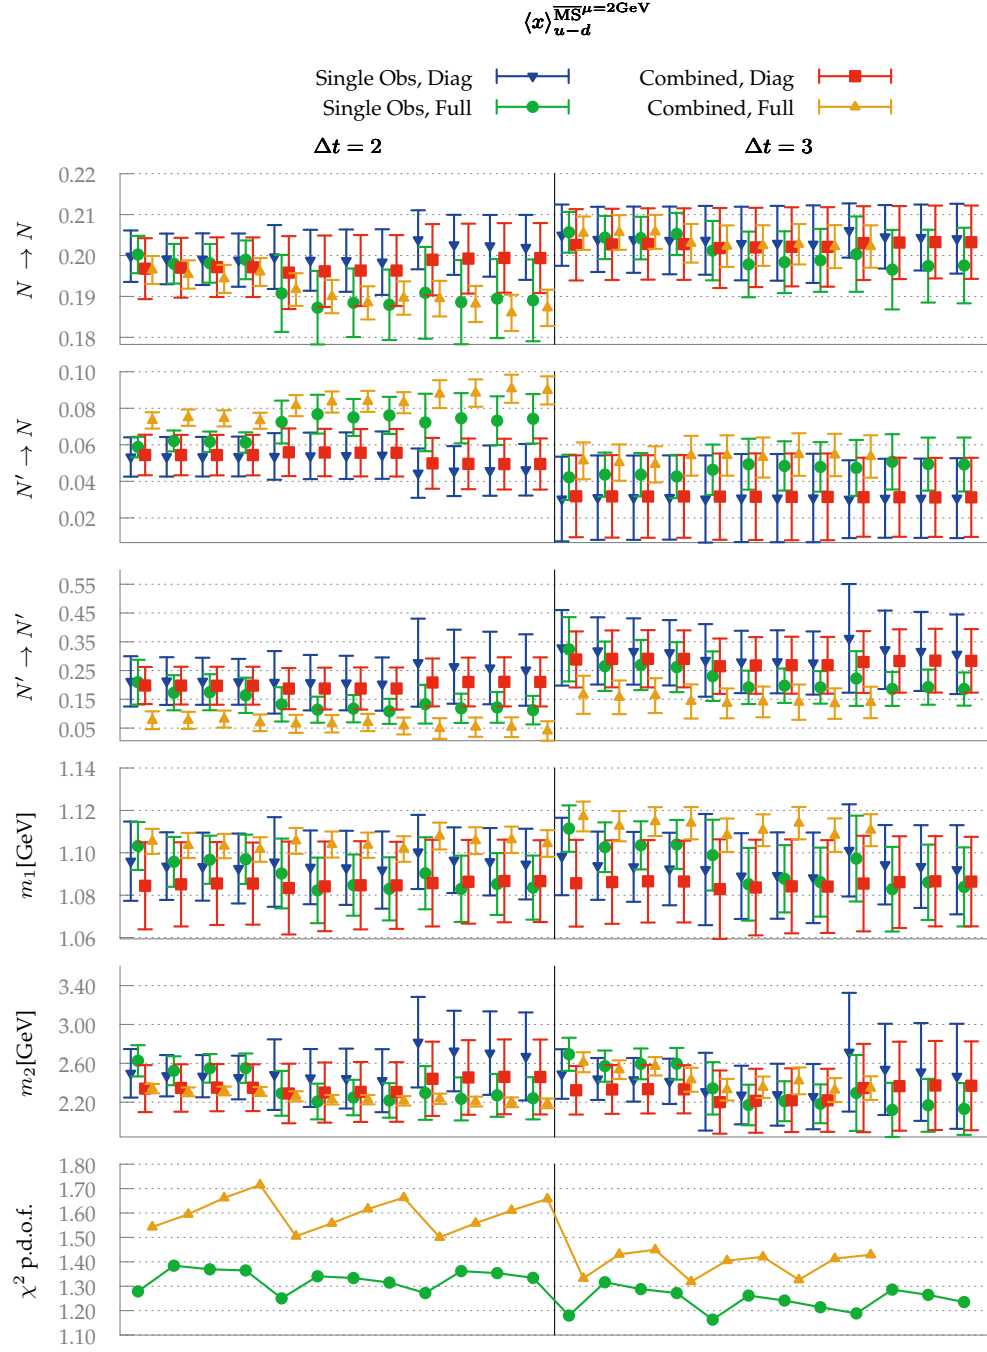 ⟨x⟩_{u−d}^{\overline{MS} μ=2GeV}
Single Obs, Diag
Combined, Diag
Single Obs, Full
Combined, Full
Δt = 2
Δt = 3
N → N
0.22
0.21
0.20
0.19
0.18
N′ → N
0.10
0.08
0.06
0.04
0.02
N′ → N′
0.55
0.45
0.35
0.25
0.15
0.05
m₁[GeV]
1.14
1.12
1.10
1.08
1.06
m₂[GeV]
3.40
3.00
2.60
2.20
χ² p.d.o.f.
1.80
1.70
1.60
1.50
1.40
1.30
1.20
1.10